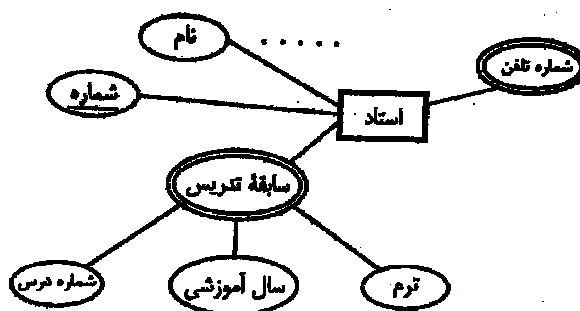 نام
.....
شماره تلفن
شماره
استاد
سابقهٔ تدریس
شماره درس
سال آموزشی
ترم